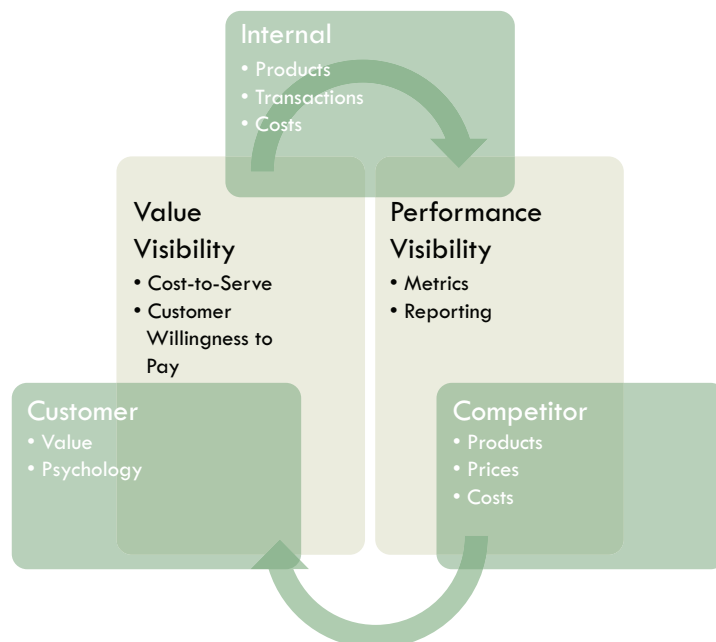 Internal
• Products
• Transactions
• Costs
Value
Visibility
• Cost-to-Serve
• Customer
Willingness to
Pay
Performance
Visibility
• Metrics
• Reporting
Customer
• Value
• Psychology
Competitor
• Products
• Prices
• Costs